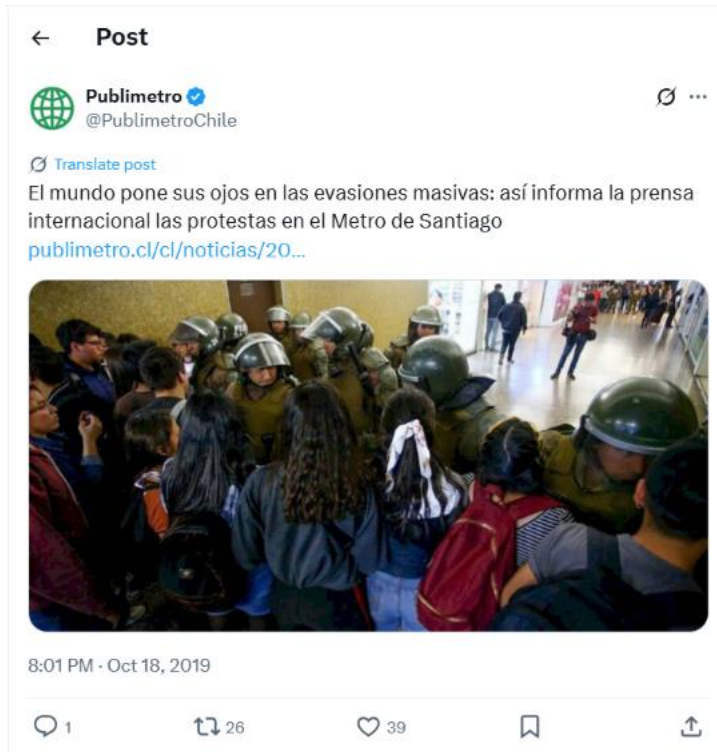 Post
Publimetro
@PublimetroChile
Translate post
El mundo pone sus ojos en las evasiones masivas: así informa la prensa
internacional las protestas en el Metro de Santiago
publimetro.cl/cl/noticias/20...
8:01 PM · Oct 18, 2019
1 26 39